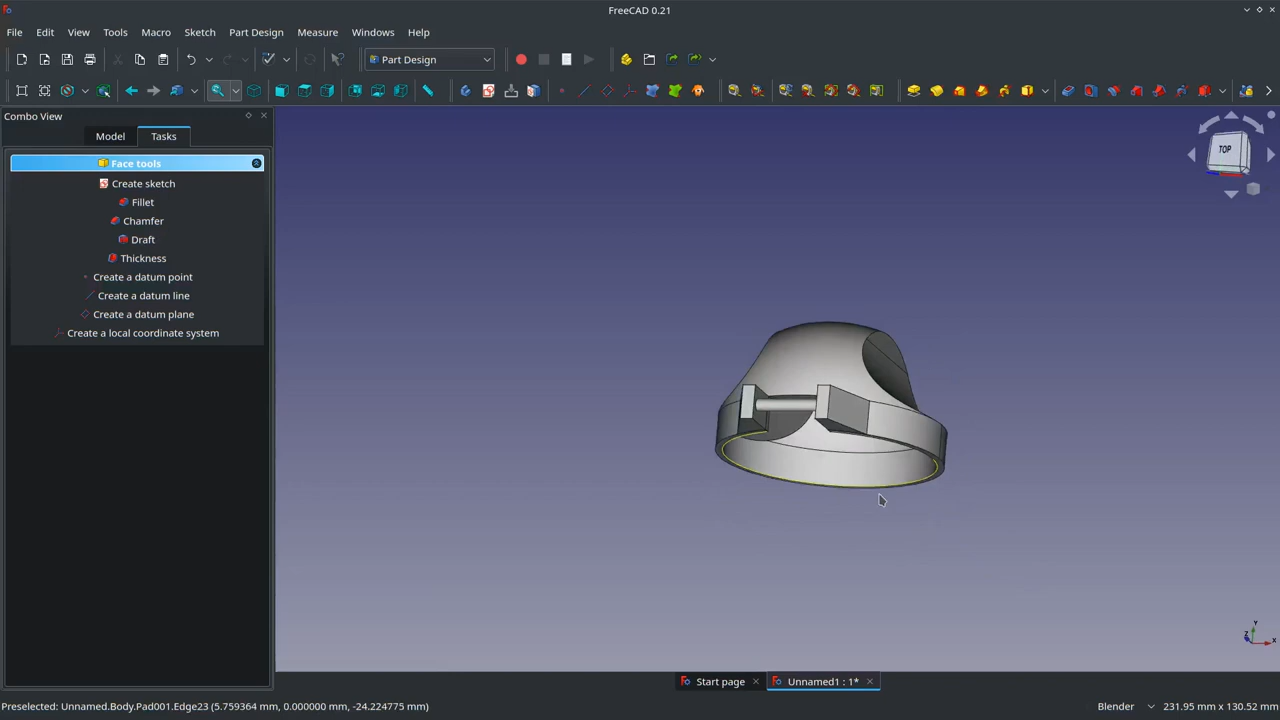 FreeCAD 0.21
File Edit View Tools Macro Sketch Part Design Measure Windows Help
Part Design
Combo View
Model Tasks
Face tools
Create sketch
Fillet
Chamfer
Draft
Thickness
Create a datum point
Create a datum line
Create a datum plane
Create a local coordinate system
TOP
Y
Z X
Start page Unnamed1 : 1*
Preselected: Unnamed.Body.Pad001.Edge23 (5.759364 mm, 0.000000 mm, -24.224775 mm) Blender 231.95 mm x 130.52 mm